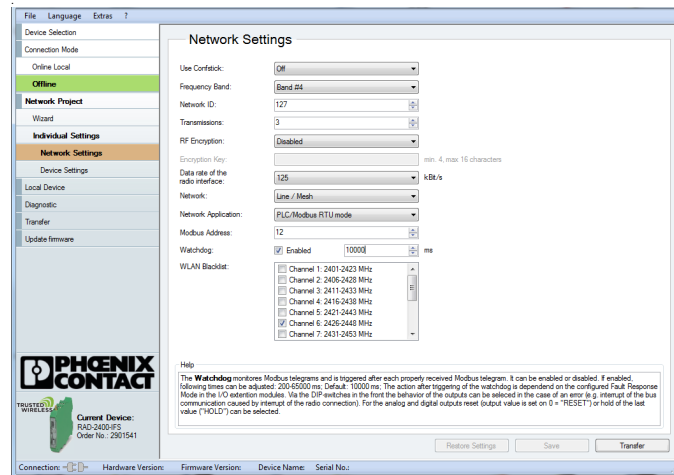 File Language Extras ?
Device Selection
Connection Mode
Online Local
Offline
Network Project
Wizard
Individual Settings
Network Settings
Device Settings
Local Device
Diagnostic
Transfer
Update firmware
PHŒNIX
CONTACT
TRUSTED
WIRELESS
Current Device:
RAD-2400-IFS
Order No.: 2901541
Network Settings
Use Confstick: Off
Frequency Band: Band #4
Network ID: 127
Transmissions: 3
RF Encryption: Disabled
Encryption Key: min. 4, max 16 characters
Data rate of the
radio interface: 125 kBit/s
Network: Line / Mesh
Network Application: PLC/Modbus RTU mode
Modbus Address: 12
Watchdog: Enabled 10000 ms
WLAN Blacklist:
Channel 1: 2401-2423 MHz
Channel 2: 2406-2428 MHz
Channel 3: 2411-2433 MHz
Channel 4: 2416-2438 MHz
Channel 5: 2421-2443 MHz
Channel 6: 2426-2448 MHz
Channel 7: 2431-2453 MHz
Help
The Watchdog monitores Modbus telegrams and is triggered after each properly received Modbus telegram. It can be enabled or disabled. If enabled,
following times can be adjusted: 200-65000 ms; Default: 10000 ms; The action after triggering of the watchdog is dependend on the configured Fault Response
Mode in the I/O extention modules. Via the DIP-switches in the front the behavior of the outputs can be seleced in the case of an error (e.g. interrupt of the bus
communication caused by interrupt of the radio connection). For the analog and digital outputs reset (output value is set on 0 = "RESET") or hold of the last
value ("HOLD") can be selected.
Restore Settings Save Transfer
Connection: Hardware Version: Firmware Version: Device Name: Serial No.: